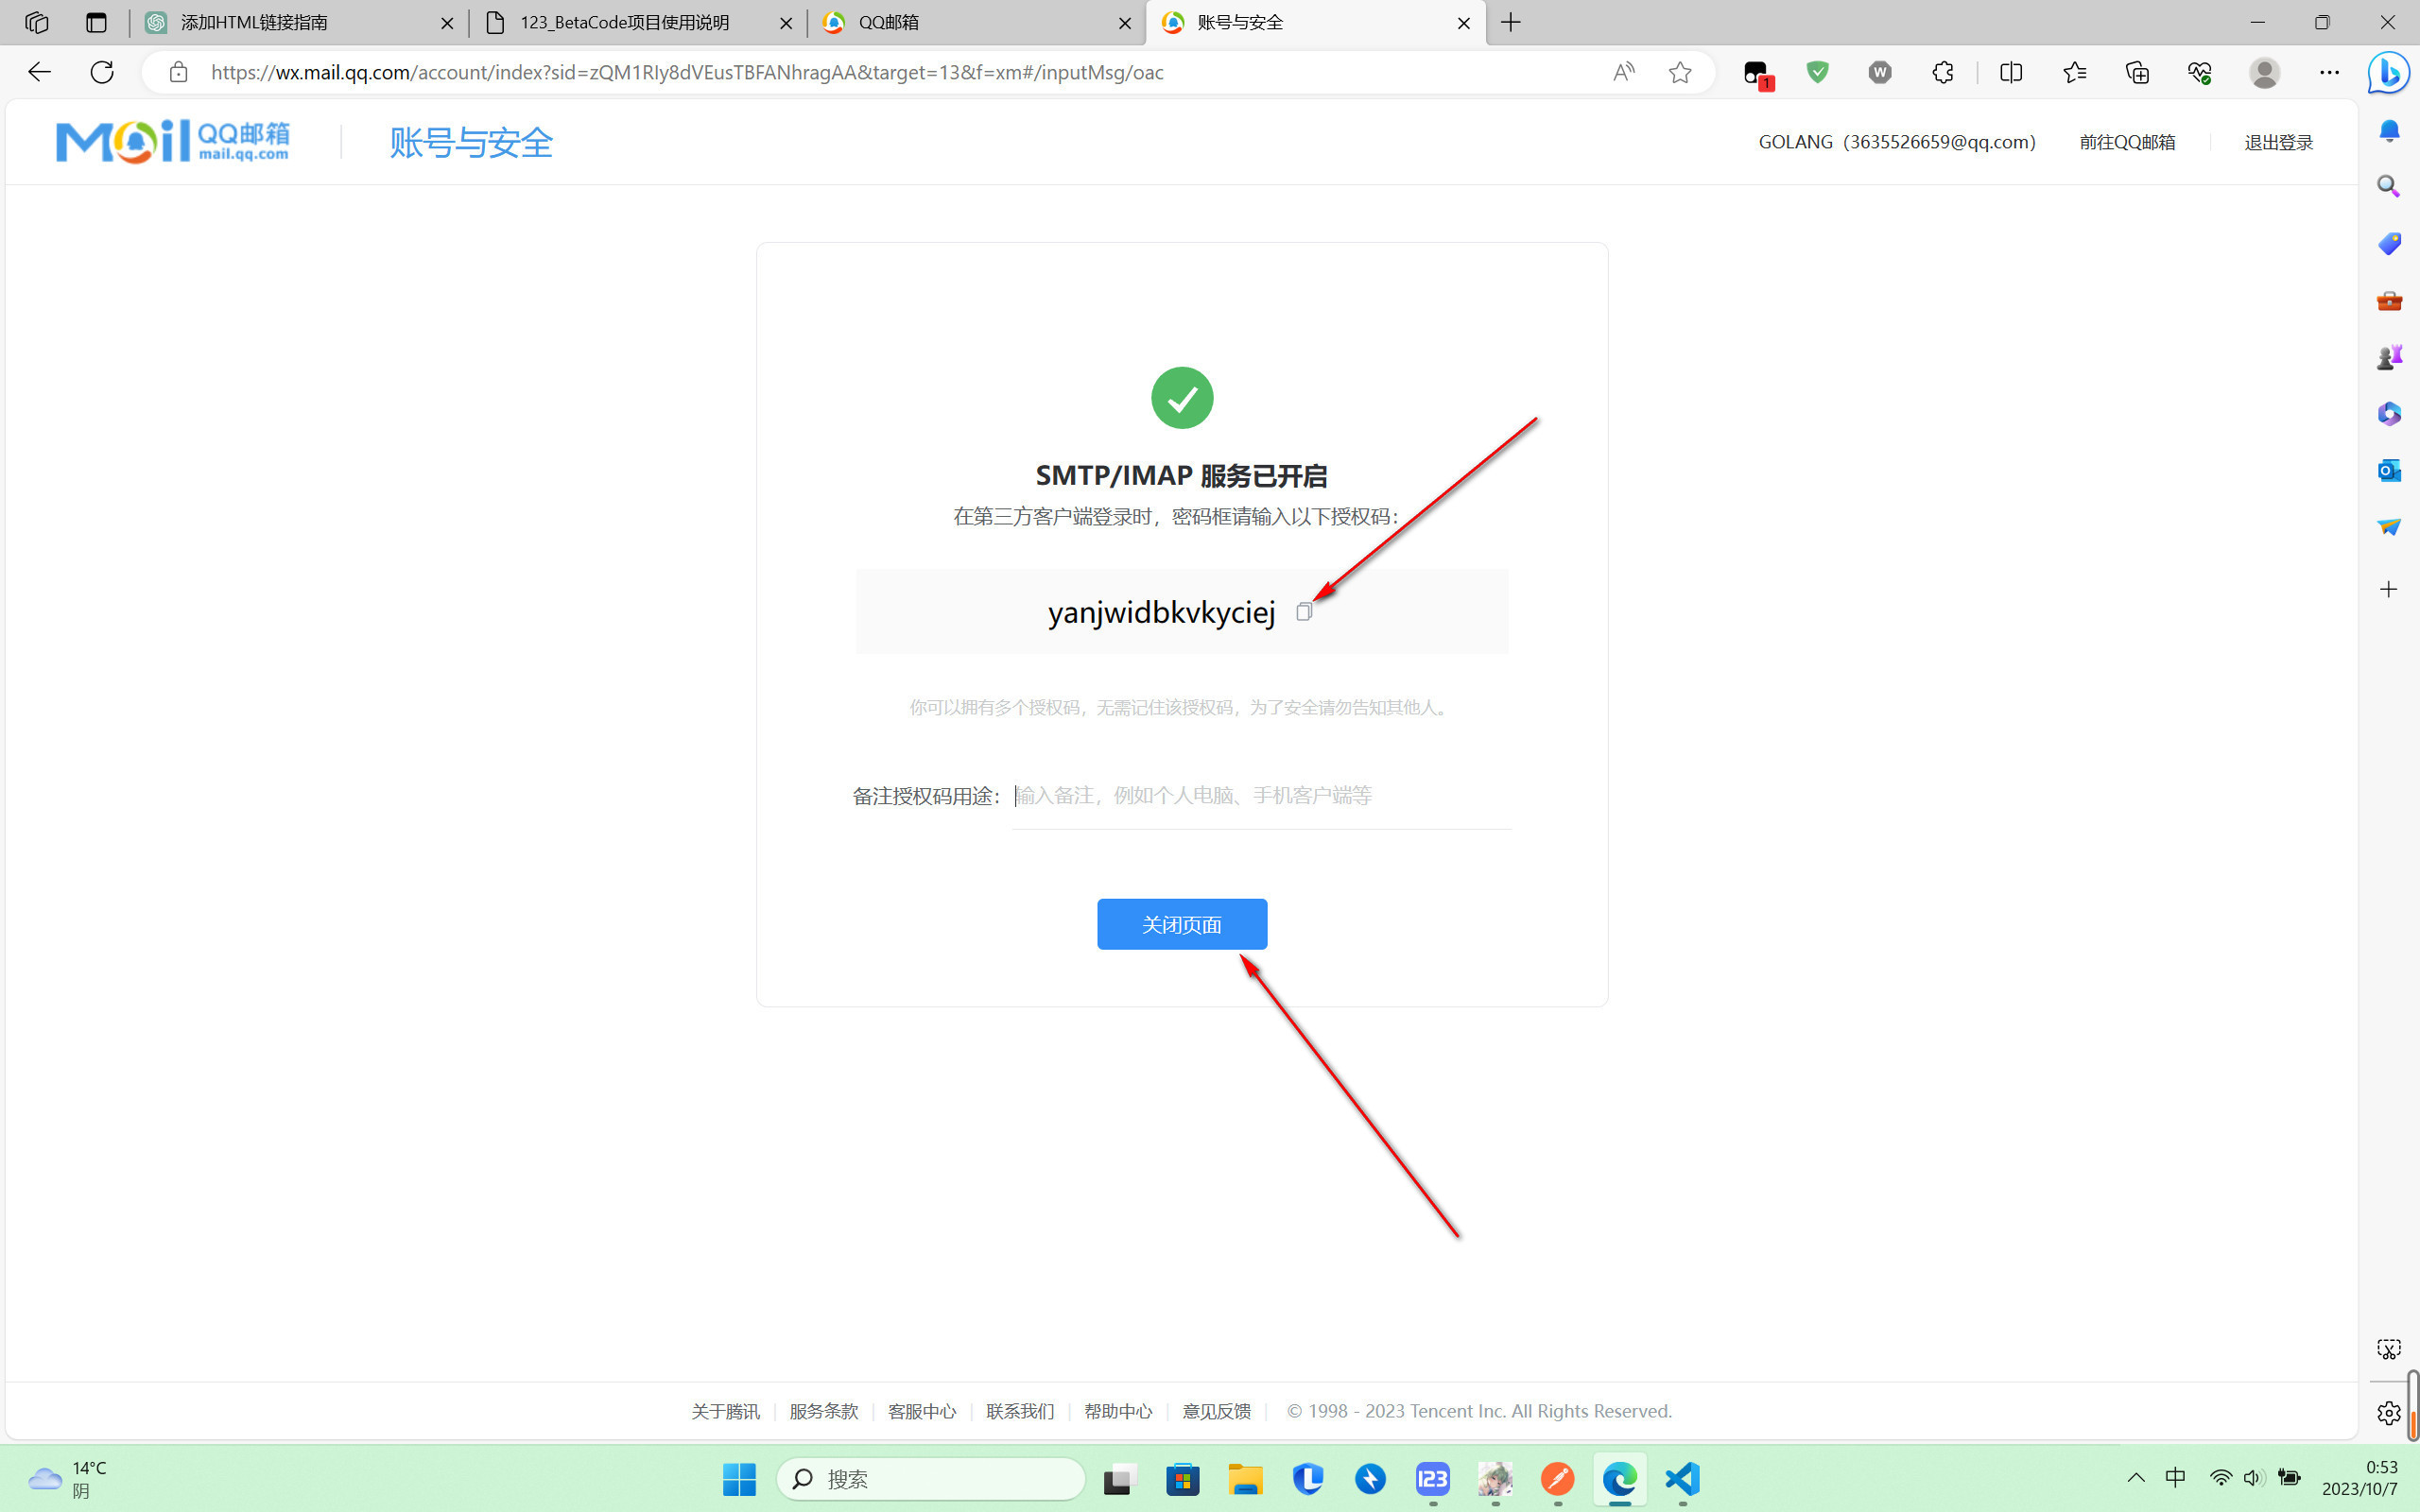 添加HTML链接指南
123_BetaCode项目使用说明
QQ邮箱
账号与安全
https://wx.mail.qq.com/account/index?sid=zQM1RIy8dVEusTBFANhragAA&target=13&f=xm#/inputMsg/oac
1
W
Mail QQ邮箱
mail.qq.com
账号与安全
GOLANG（3635526659@qq.com） 前往QQ邮箱 退出登录
SMTP/IMAP 服务已开启
在第三方客户端登录时，密码框请输入以下授权码：
yanjwidbkvkyciej
你可以拥有多个授权码，无需记住该授权码，为了安全请勿告知其他人。
备注授权码用途： 输入备注，例如个人电脑、手机客户端等
关闭页面
关于腾讯 服务条款 客服中心 联系我们 帮助中心 意见反馈 © 1998 - 2023 Tencent Inc. All Rights Reserved.
14°C
阴
搜索
123
中
0:53
2023/10/7